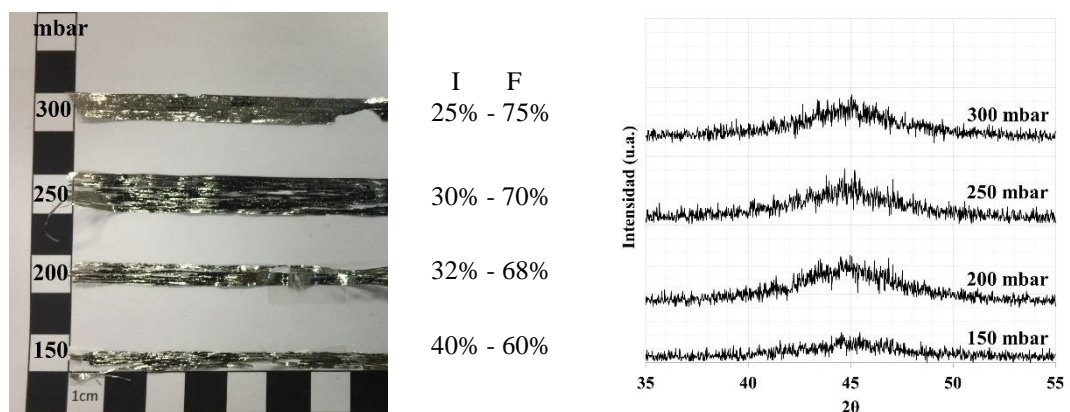 mbar
300
250
200
150
1cm
I F
25% - 75%
30% - 70%
32% - 68%
40% - 60%
Intensidad (u.a.)
300 mbar
250 mbar
200 mbar
150 mbar
35 40 45 50 55
2θ